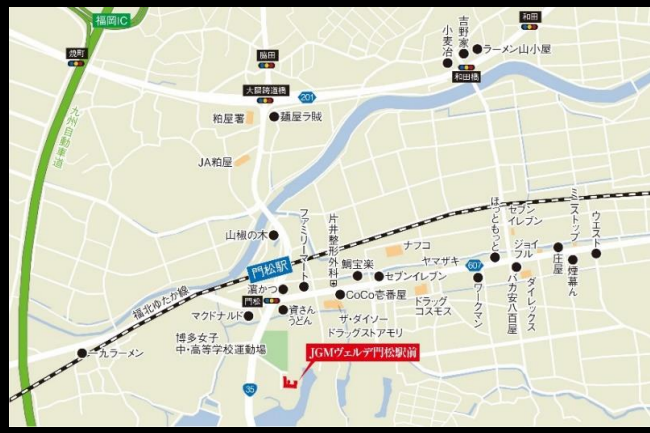 福岡IC
焼町
脇田
和田
吉野家
小麦冶
ラーメン山小屋
和田橋
大隈跨道橋
201
九州自動車道
粕屋署
麺屋ラ賊
JA粕屋
山椒の木
ファミリーマート
片井整形外科
ナフコ
ヤマザキ
ほっともっと
セブン
イレブン
ジョイ
フル
ミニストップ
ウエスト
庄屋
煙幕ん
門松駅
鯛宝楽
セブンイレブン
607
ワークマン
バカ安八百屋
ダイレックス
福北ゆたか線
門松
濵かつ
CoCo壱番屋
ドラッグ
コスモス
マクドナルド
資さん
うどん
ザ・ダイソー
ドラッグストアモリ
博多女子
中・高等学校運動場
一九ラーメン
JGMヴェルデ門松駅前
35